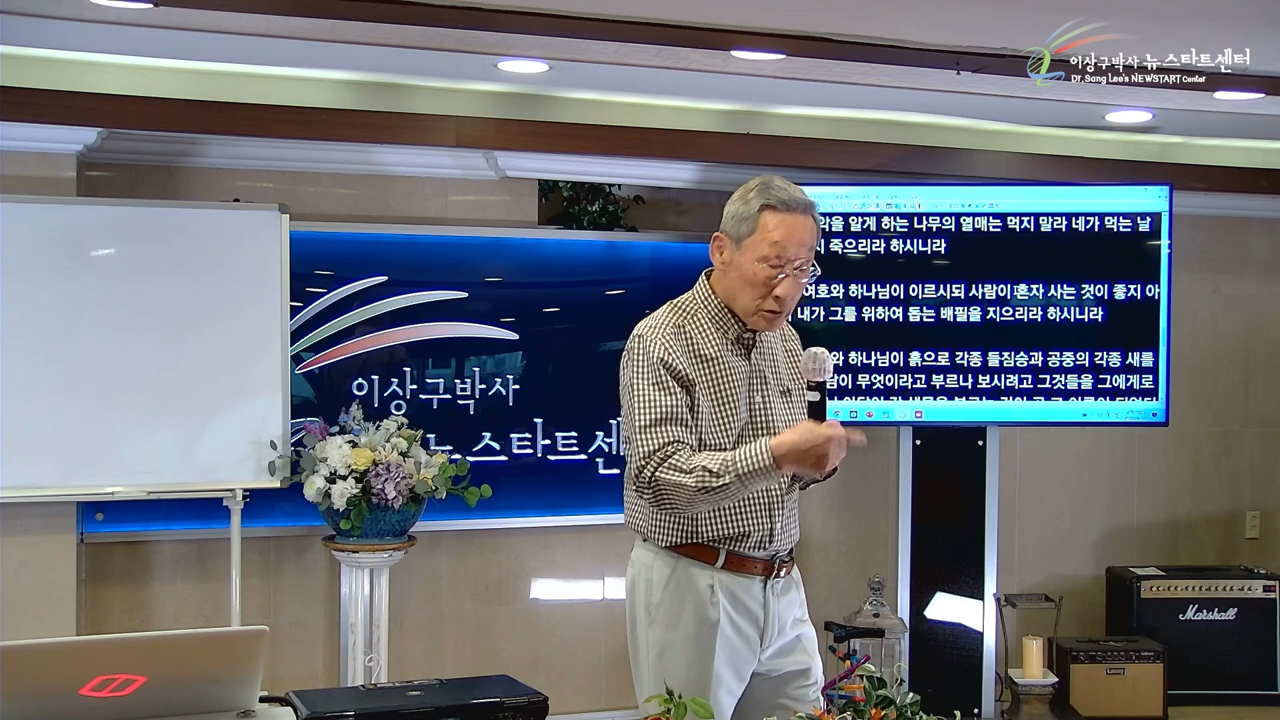 이상구박사 뉴스타트센터
Dr. Sang Lee's NEWSTART Center
악을 알게 하는 나무의 열매는 먹지 말라 네가 먹는 날
죽으리라 하시니라
여호와 하나님이 이르시되 사람이 혼자 사는 것이 좋지 아
내가 그를 위하여 돕는 배필을 지으리라 하시니라
와 하나님이 흙으로 각종 들짐승과 공중의 각종 새를
이 무엇이라고 부르나 보시려고 그것들을 그에게로
이상구박사
뉴스타트센
Marshall
Laney